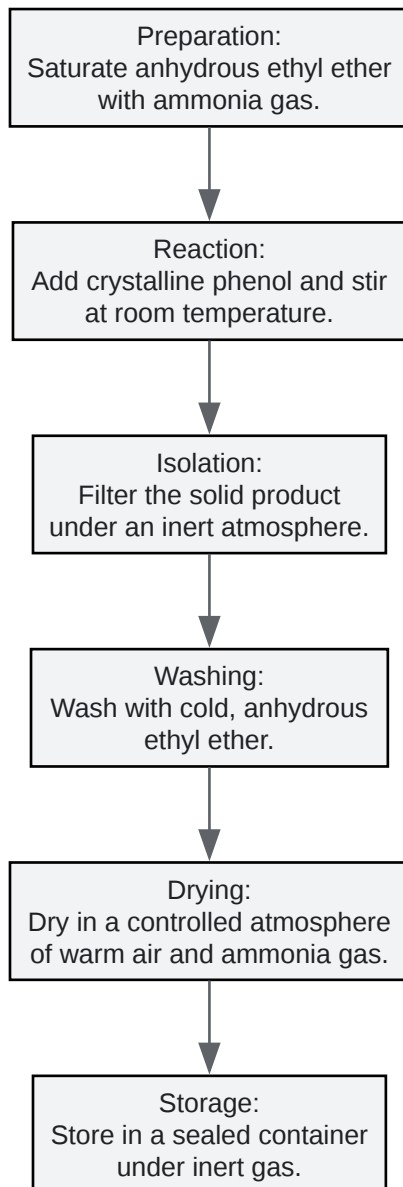 Preparation:
Saturate anhydrous ethyl ether
with ammonia gas.
Reaction:
Add crystalline phenol and stir
at room temperature.
Isolation:
Filter the solid product
under an inert atmosphere.
Washing:
Wash with cold, anhydrous
ethyl ether.
Drying:
Dry in a controlled atmosphere
of warm air and ammonia gas.
Storage:
Store in a sealed container
under inert gas.